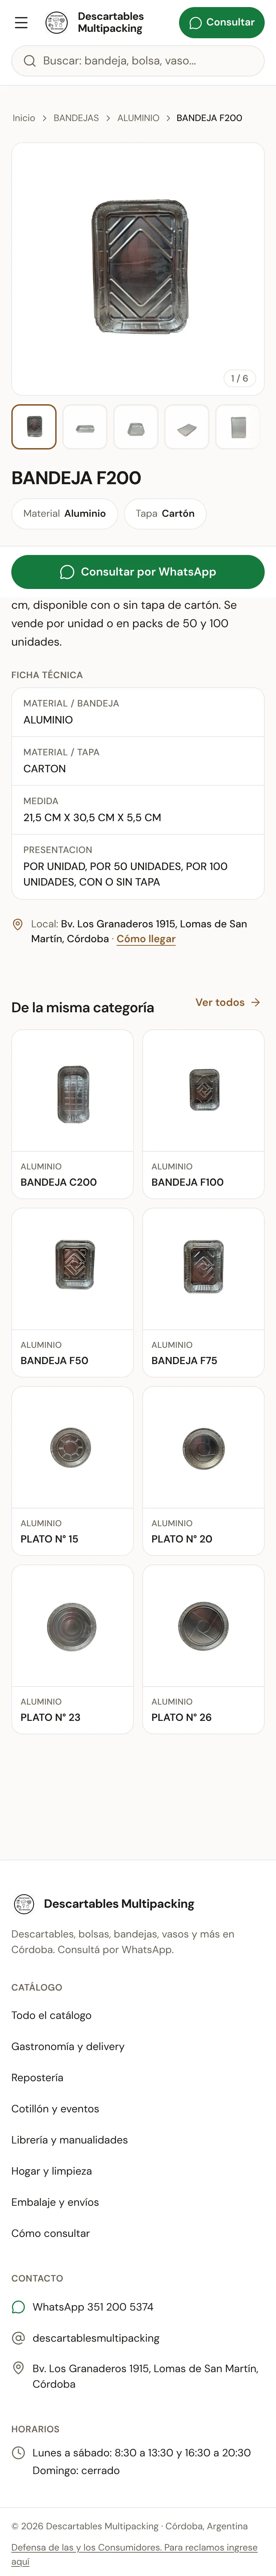 Descartables
Multipacking
Consultar
Buscar: bandeja, bolsa, vaso...
Inicio > BANDEJAS > ALUMINIO > BANDEJA F200
1 / 6
BANDEJA F200
Material Aluminio
Tapa Cartón
Consultar por WhatsApp
cm, disponible con o sin tapa de cartón. Se
vende por unidad o en packs de 50 y 100
unidades.
FICHA TÉCNICA
MATERIAL / BANDEJA
ALUMINIO
MATERIAL / TAPA
CARTON
MEDIDA
21,5 CM X 30,5 CM X 5,5 CM
PRESENTACION
POR UNIDAD, POR 50 UNIDADES, POR 100
UNIDADES, CON O SIN TAPA
Local: Bv. Los Granaderos 1915, Lomas de San
Martín, Córdoba · Cómo llegar
De la misma categoría
Ver todos
ALUMINIO
BANDEJA C200
ALUMINIO
BANDEJA F100
ALUMINIO
BANDEJA F50
ALUMINIO
BANDEJA F75
ALUMINIO
PLATO N° 15
ALUMINIO
PLATO N° 20
ALUMINIO
PLATO N° 23
ALUMINIO
PLATO N° 26
Descartables Multipacking
Descartables, bolsas, bandejas, vasos y más en
Córdoba. Consultá por WhatsApp.
CATÁLOGO
Todo el catálogo
Gastronomía y delivery
Repostería
Cotillón y eventos
Librería y manualidades
Hogar y limpieza
Embalaje y envíos
Cómo consultar
CONTACTO
WhatsApp 351 200 5374
descartablesmultipacking
Bv. Los Granaderos 1915, Lomas de San Martín,
Córdoba
HORARIOS
Lunes a sábado: 8:30 a 13:30 y 16:30 a 20:30
Domingo: cerrado
© 2026 Descartables Multipacking · Córdoba, Argentina
Defensa de las y los Consumidores. Para reclamos ingrese
aquí